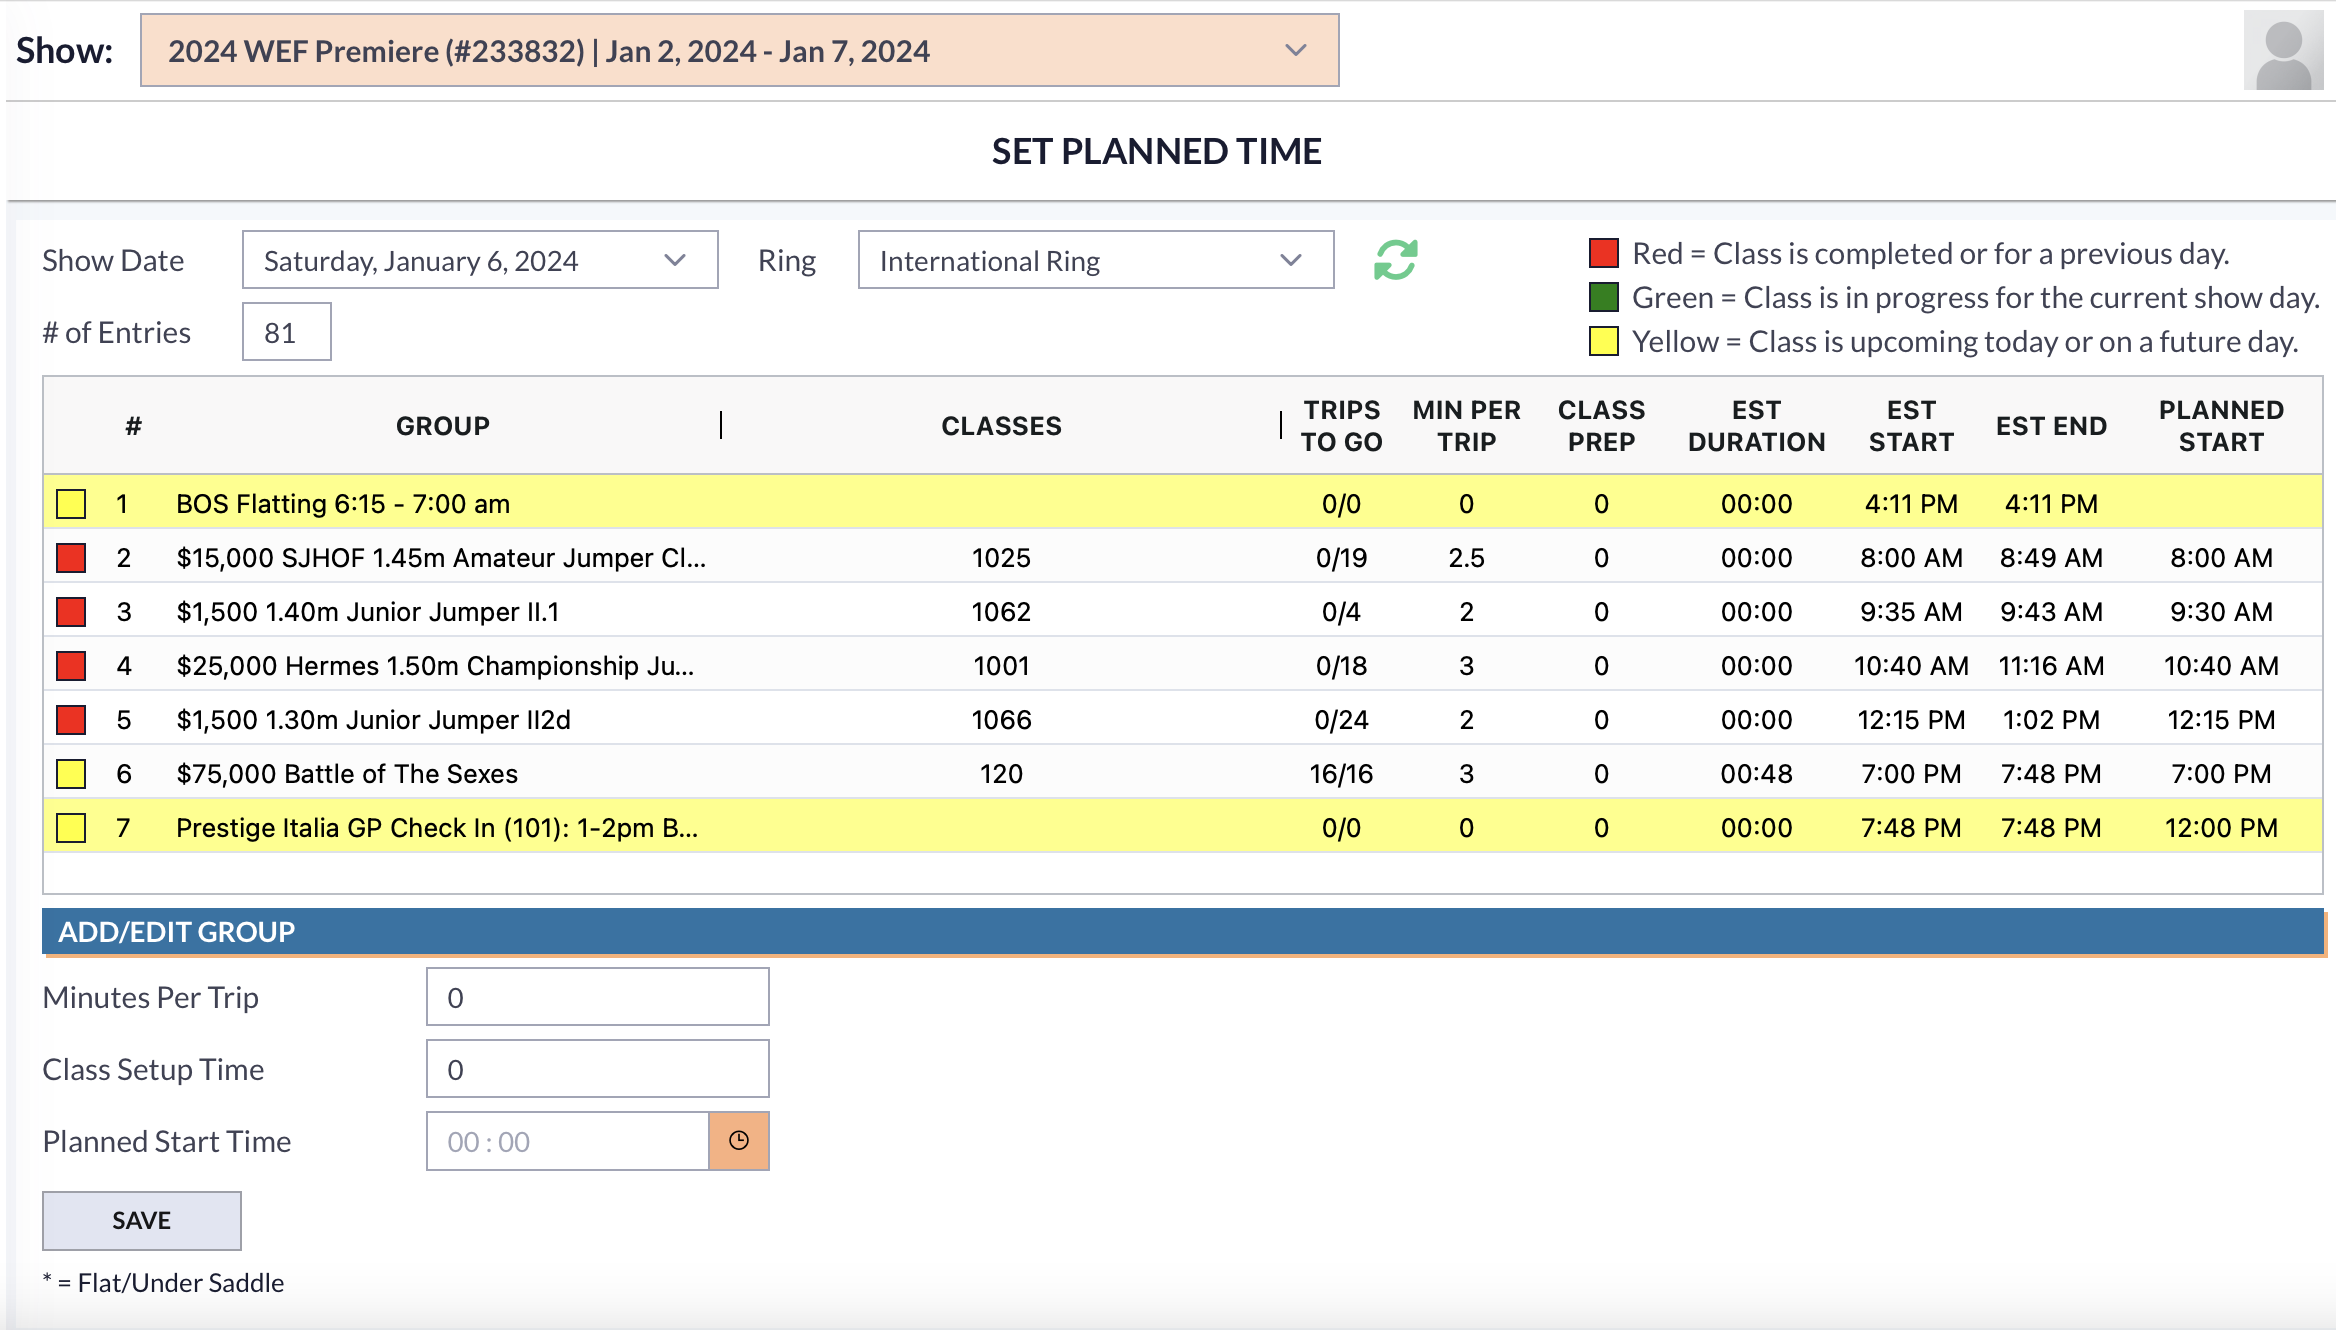 Show: 2024 WEF Premiere (#233832) | Jan 2, 2024 - Jan 7, 2024
SET PLANNED TIME
Show Date Saturday, January 6, 2024 Ring International Ring
# of Entries 81
Red = Class is completed or for a previous day.
Green = Class is in progress for the current show day.
Yellow = Class is upcoming today or on a future day.
# GROUP CLASSES TRIPS TO GO MIN PER TRIP CLASS PREP EST DURATION EST START EST END PLANNED START
1 BOS Flatting 6:15 - 7:00 am 0/0 0 0 00:00 4:11 PM 4:11 PM
2 $15,000 SJHOF 1.45m Amateur Jumper Cl... 1025 0/19 2.5 0 00:00 8:00 AM 8:49 AM 8:00 AM
3 $1,500 1.40m Junior Jumper II.1 1062 0/4 2 0 00:00 9:35 AM 9:43 AM 9:30 AM
4 $25,000 Hermes 1.50m Championship Ju... 1001 0/18 3 0 00:00 10:40 AM 11:16 AM 10:40 AM
5 $1,500 1.30m Junior Jumper II2d 1066 0/24 2 0 00:00 12:15 PM 1:02 PM 12:15 PM
6 $75,000 Battle of The Sexes 120 16/16 3 0 00:48 7:00 PM 7:48 PM 7:00 PM
7 Prestige Italia GP Check In (101): 1-2pm B... 0/0 0 0 00:00 7:48 PM 7:48 PM 12:00 PM
ADD/EDIT GROUP
Minutes Per Trip 0
Class Setup Time 0
Planned Start Time 00 : 00
SAVE
* = Flat/Under Saddle